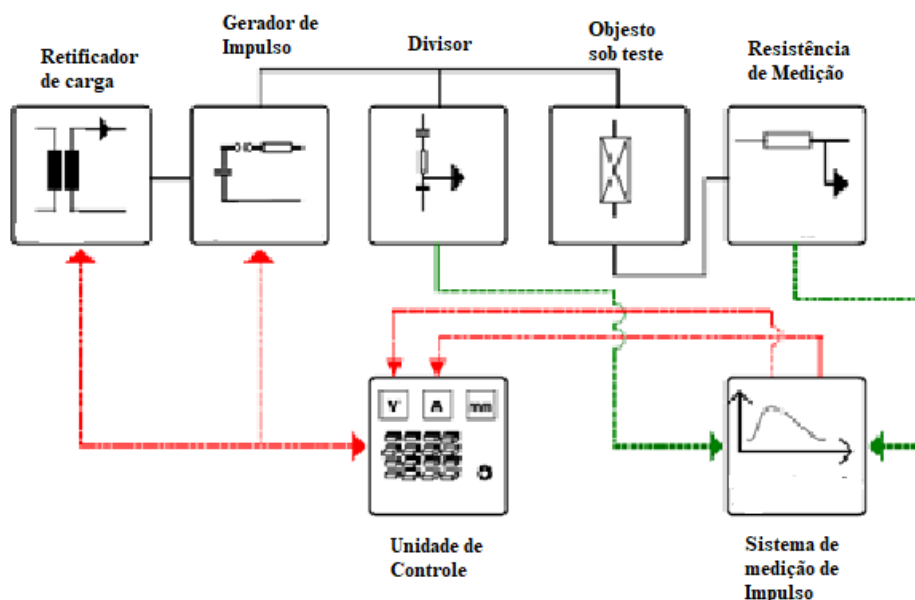 Retificador
de carga
Gerador de
Impulso
Divisor
Objesto
sob teste
Resistência
de Medição
V
A
mm
Unidade de
Controle
Sistema de
medição de
Impulso